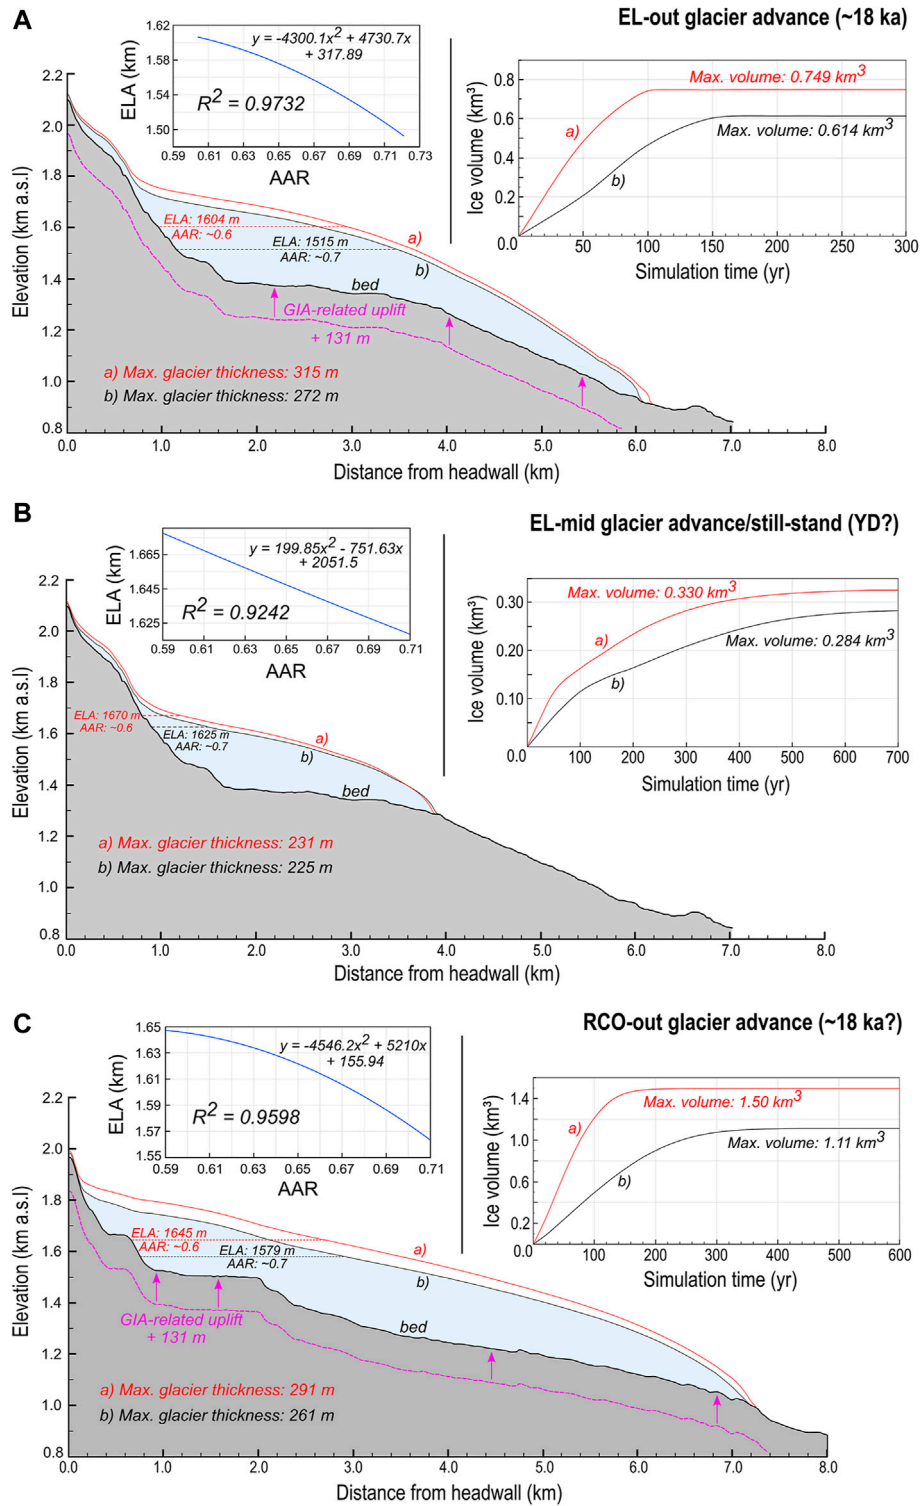 A
EL-out glacier advance (~18 ka)
ELA (km)
1.62
1.58
1.54
1.50
y = -4300.1x2 + 4730.7x
+ 317.89
R2 = 0.9732
0.59 0.61 0.63 0.65 0.67 0.69 0.71 0.73
AAR
Ice volume (km³)
0.8
0.6
0.4
0.2
0.0
Max. volume: 0.749 km3
a)
Max. volume: 0.614 km3
b)
50 100 150 200 250 300
Simulation time (yr)
Elevation (km a.s.l)
2.2
2.0
1.8
1.6
1.4
1.2
1.0
0.8
ELA: 1604 m
AAR: ~0.6
ELA: 1515 m
AAR: ~0.7
a)
b)
bed
GIA-related uplift
+ 131 m
a) Max. glacier thickness: 315 m
b) Max. glacier thickness: 272 m
0.0 1.0 2.0 3.0 4.0 5.0 6.0 7.0 8.0
Distance from headwall (km)
B
EL-mid glacier advance/still-stand (YD?)
ELA (km)
1.665
1.645
1.625
y = 199.85x2 - 751.63x
+ 2051.5
R2 = 0.9242
0.59 0.61 0.63 0.65 0.67 0.69 0.71
AAR
Ice volume (km³)
0.30
0.20
0.10
0.0
Max. volume: 0.330 km3
a)
Max. volume: 0.284 km3
b)
100 200 300 400 500 600 700
Simulation time (yr)
Elevation (km a.s.l)
2.2
2.0
1.8
1.6
1.4
1.2
1.0
0.8
ELA: 1670 m
AAR: ~0.6
ELA: 1625 m
AAR: ~0.7
a)
b)
bed
a) Max. glacier thickness: 231 m
b) Max. glacier thickness: 225 m
0.0 1.0 2.0 3.0 4.0 5.0 6.0 7.0 8.0
Distance from headwall (km)
C
RCO-out glacier advance (~18 ka?)
ELA (km)
1.65
1.63
1.61
1.59
1.57
1.55
y = -4546.2x2 + 5210x
+ 155.94
R2 = 0.9598
0.59 0.61 0.63 0.65 0.67 0.69 0.71
AAR
Ice volume (km³)
1.4
1.0
0.6
0.2
0.0
Max. volume: 1.50 km3
a)
Max. volume: 1.11 km3
b)
100 200 300 400 500 600
Simulation time (yr)
Elevation (km a.s.l)
2.0
1.8
1.6
1.4
1.2
1.0
0.8
ELA: 1645 m
AAR: ~0.6
ELA: 1579 m
AAR: ~0.7
a)
b)
bed
GIA-related uplift
+ 131 m
a) Max. glacier thickness: 291 m
b) Max. glacier thickness: 261 m
0.0 1.0 2.0 3.0 4.0 5.0 6.0 7.0 8.0
Distance from headwall (km)